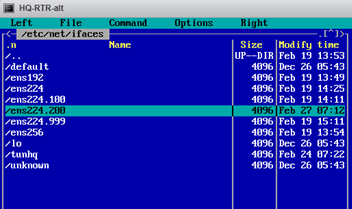 HQ-RTR-alt
Left File Command Options Right
/etc/net/ifaces .[^]>
.n Name Size Modify time
/.. UP--DIR Feb 19 13:53
/default 4096 Dec 26 05:43
/ens192 4096 Feb 19 13:49
/ens224 4096 Feb 19 14:25
/ens224.100 4096 Feb 19 14:11
/ens224.200 4096 Feb 27 07:12
/ens224.999 4096 Feb 19 15:11
/ens256 4096 Feb 19 13:54
/lo 4096 Dec 26 05:43
/tunhq 4096 Feb 24 07:22
/unknown 4096 Dec 26 05:43